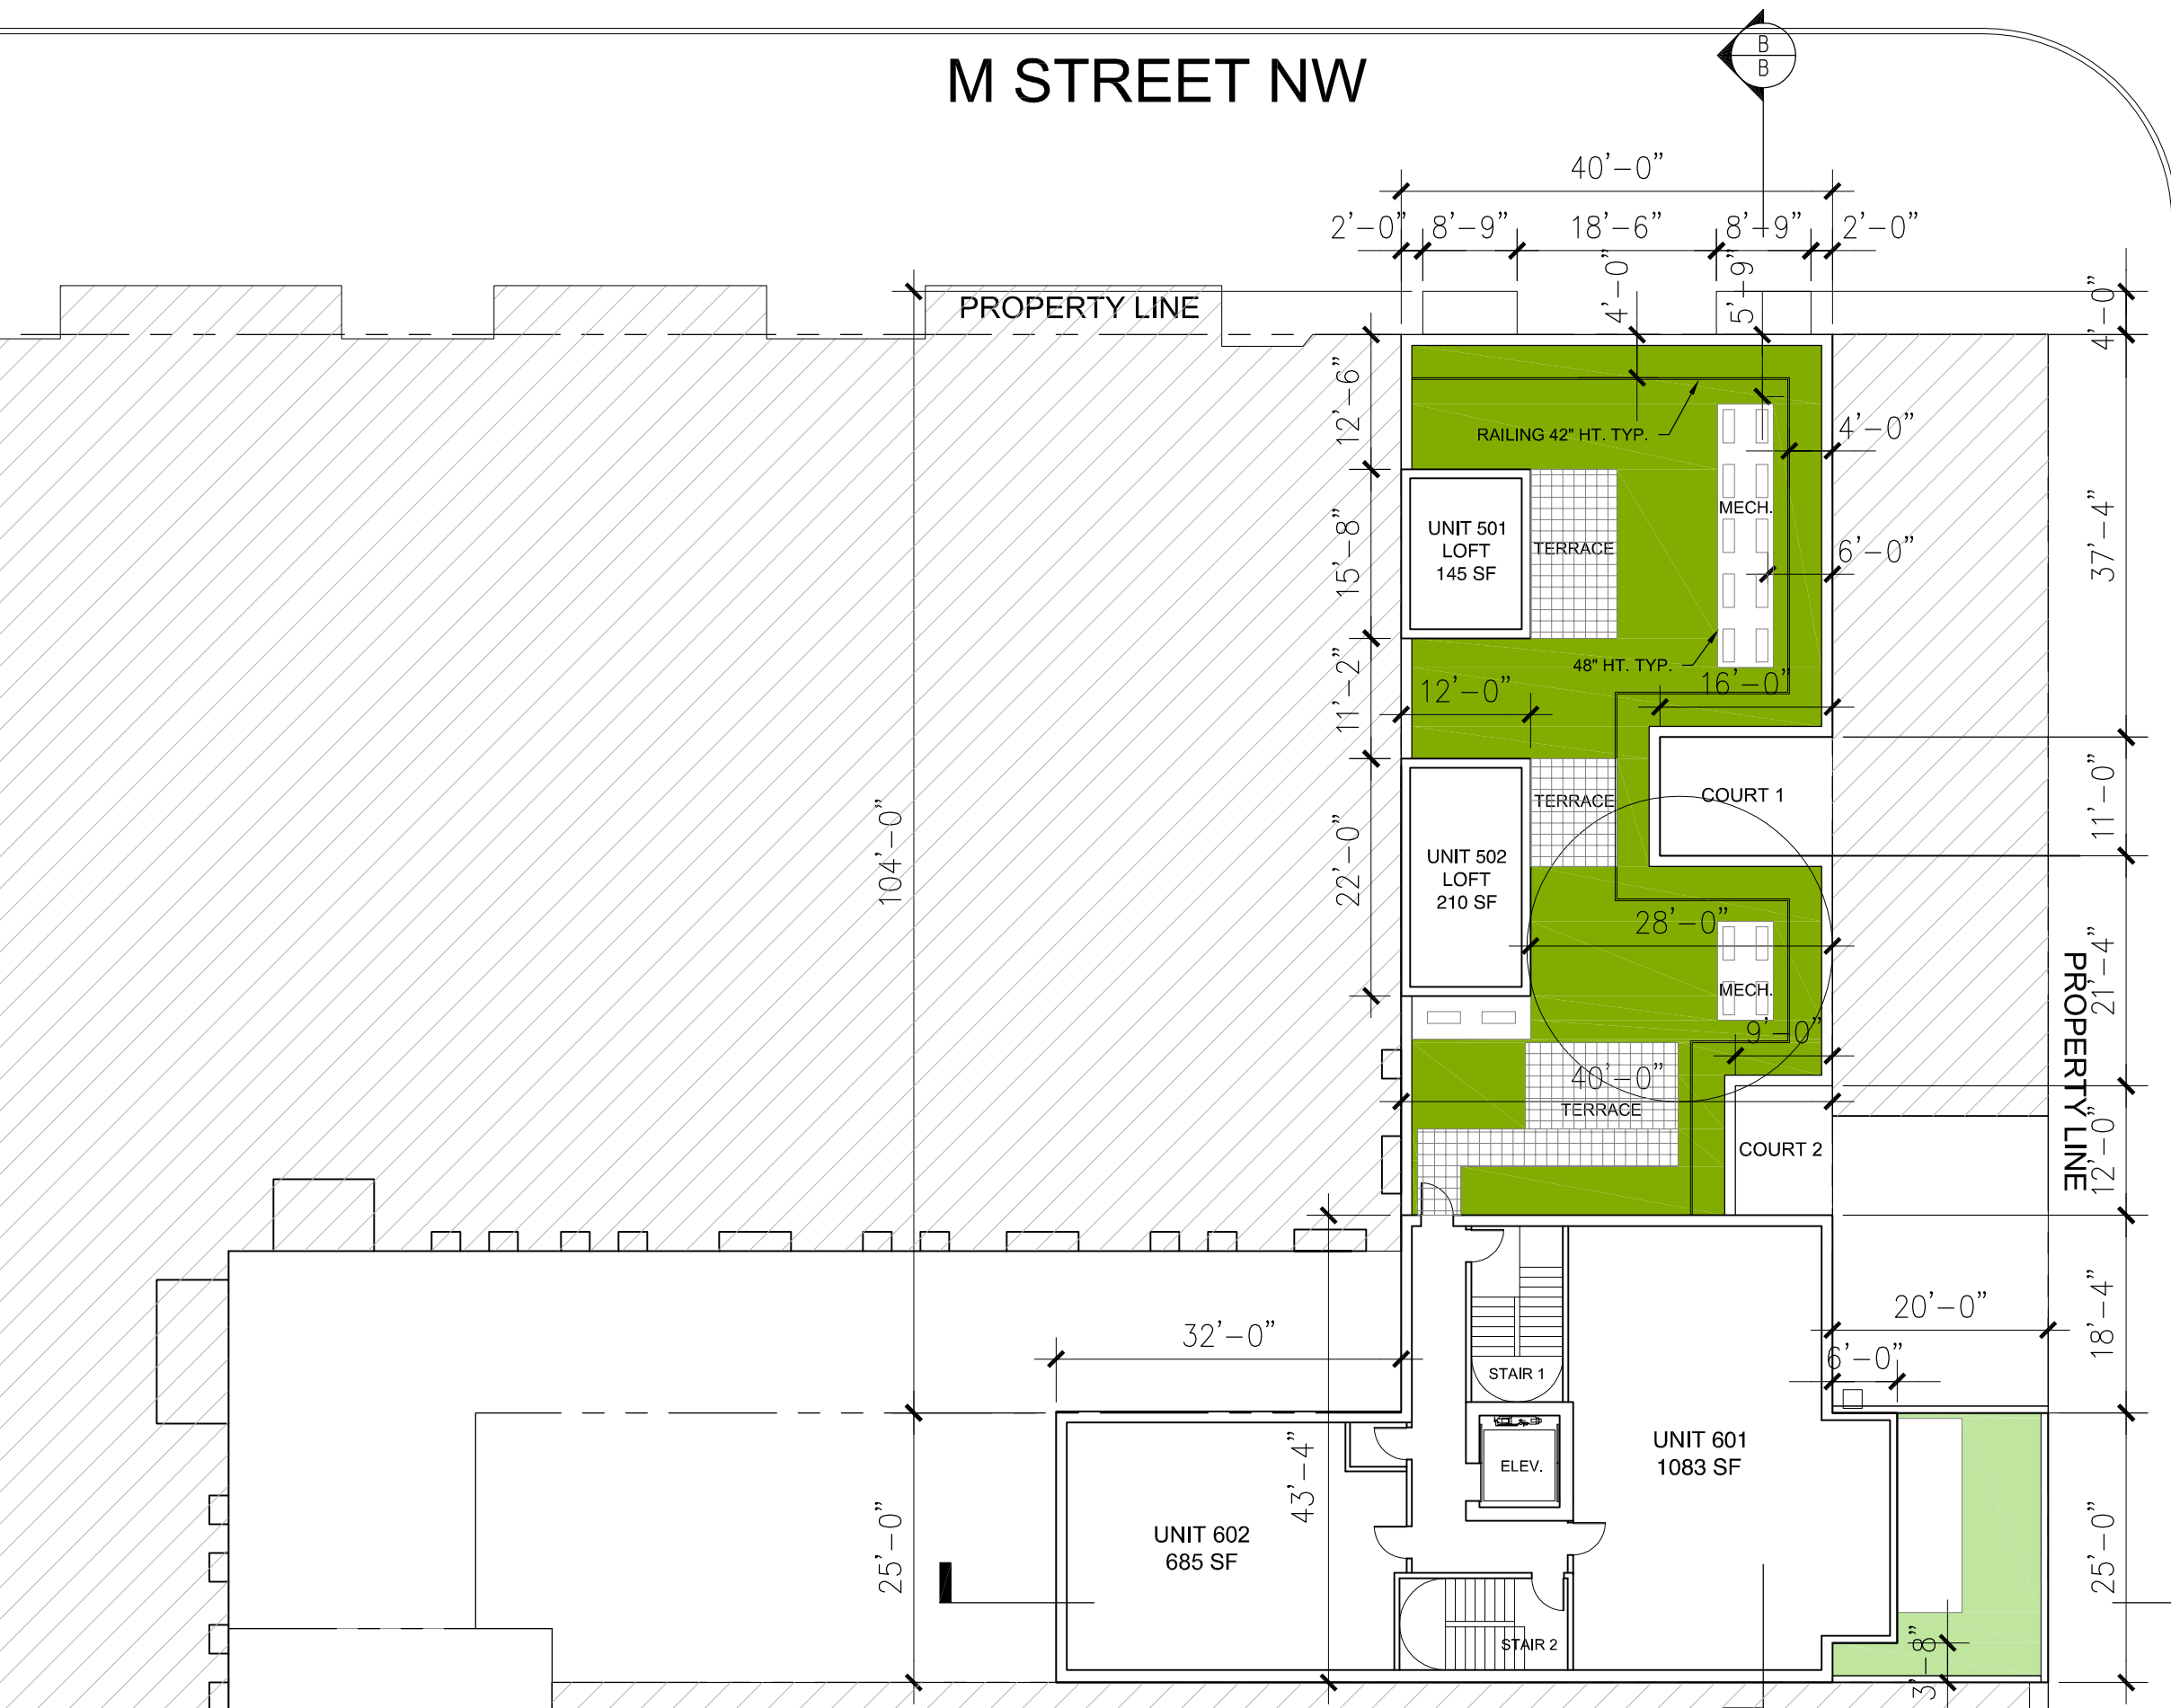 M STREET NW
B
B
40'-0"
2'-0"
8'-9"
18'-6"
8'-9"
2'-0"
4'-0"
5'-9"
4'-0"
PROPERTY LINE
12'-6"
RAILING 42" HT. TYP.
4'-0"
MECH.
37'-4"
15'-8"
UNIT 501
LOFT
145 SF
TERRACE
6'-0"
48" HT. TYP.
11'-2"
12'-0"
16'-0"
104'-0"
TERRACE
COURT 1
11'-0"
22'-0"
UNIT 502
LOFT
210 SF
28'-0"
MECH.
21'-4"
PROPERTY LINE
9'-0"
40'-0"
TERRACE
COURT 2
12'-0"
32'-0"
20'-0"
18'-4"
6'-0"
STAIR 1
43'-4"
ELEV.
UNIT 601
1083 SF
25'-0"
UNIT 602
685 SF
25'-0"
STAIR 2
3'-8"